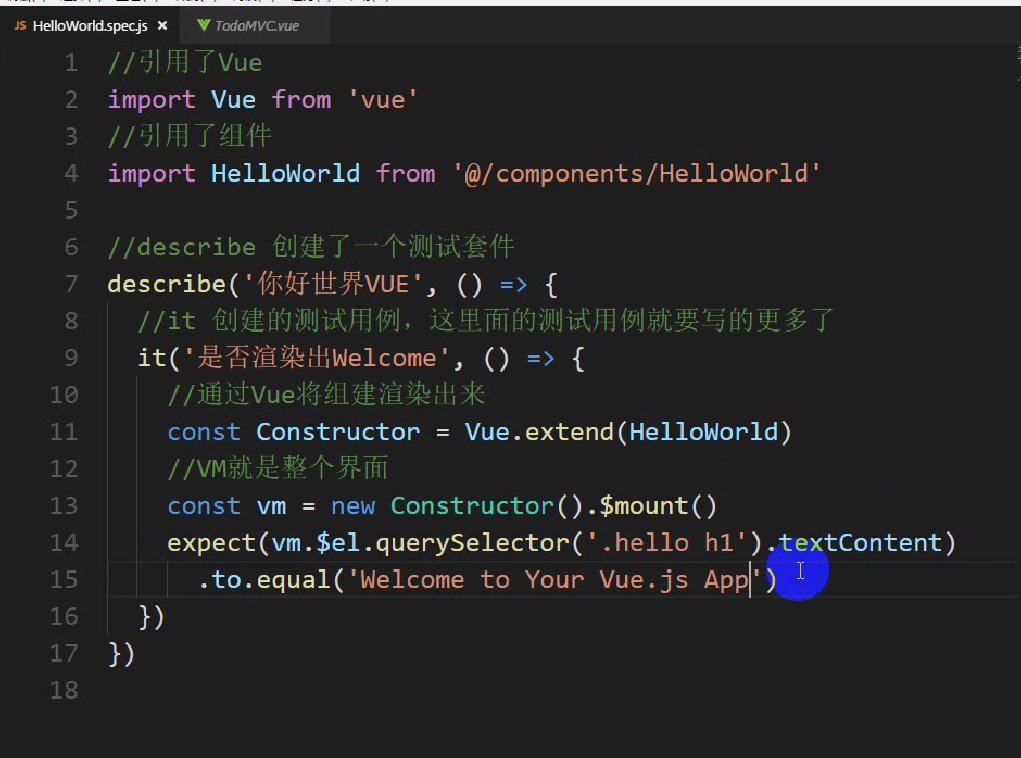 HelloWorld.spec.js TodoMVC.vue
1 //引用了Vue
2 import Vue from 'vue'
3 //引用了组件
4 import HelloWorld from '@/components/HelloWorld'
5
6 //describe 创建了一个测试套件
7 describe('你好世界VUE', () => {
8 //it 创建的测试用例，这里面的测试用例就要写的更多了
9 it('是否渲染出Welcome', () => {
10 //通过Vue将组建渲染出来
11 const Constructor = Vue.extend(HelloWorld)
12 //VM就是整个界面
13 const vm = new Constructor().$mount()
14 expect(vm.$el.querySelector('.hello h1').textContent)
15 .to.equal('Welcome to Your Vue.js App')
16 })
17 })
18